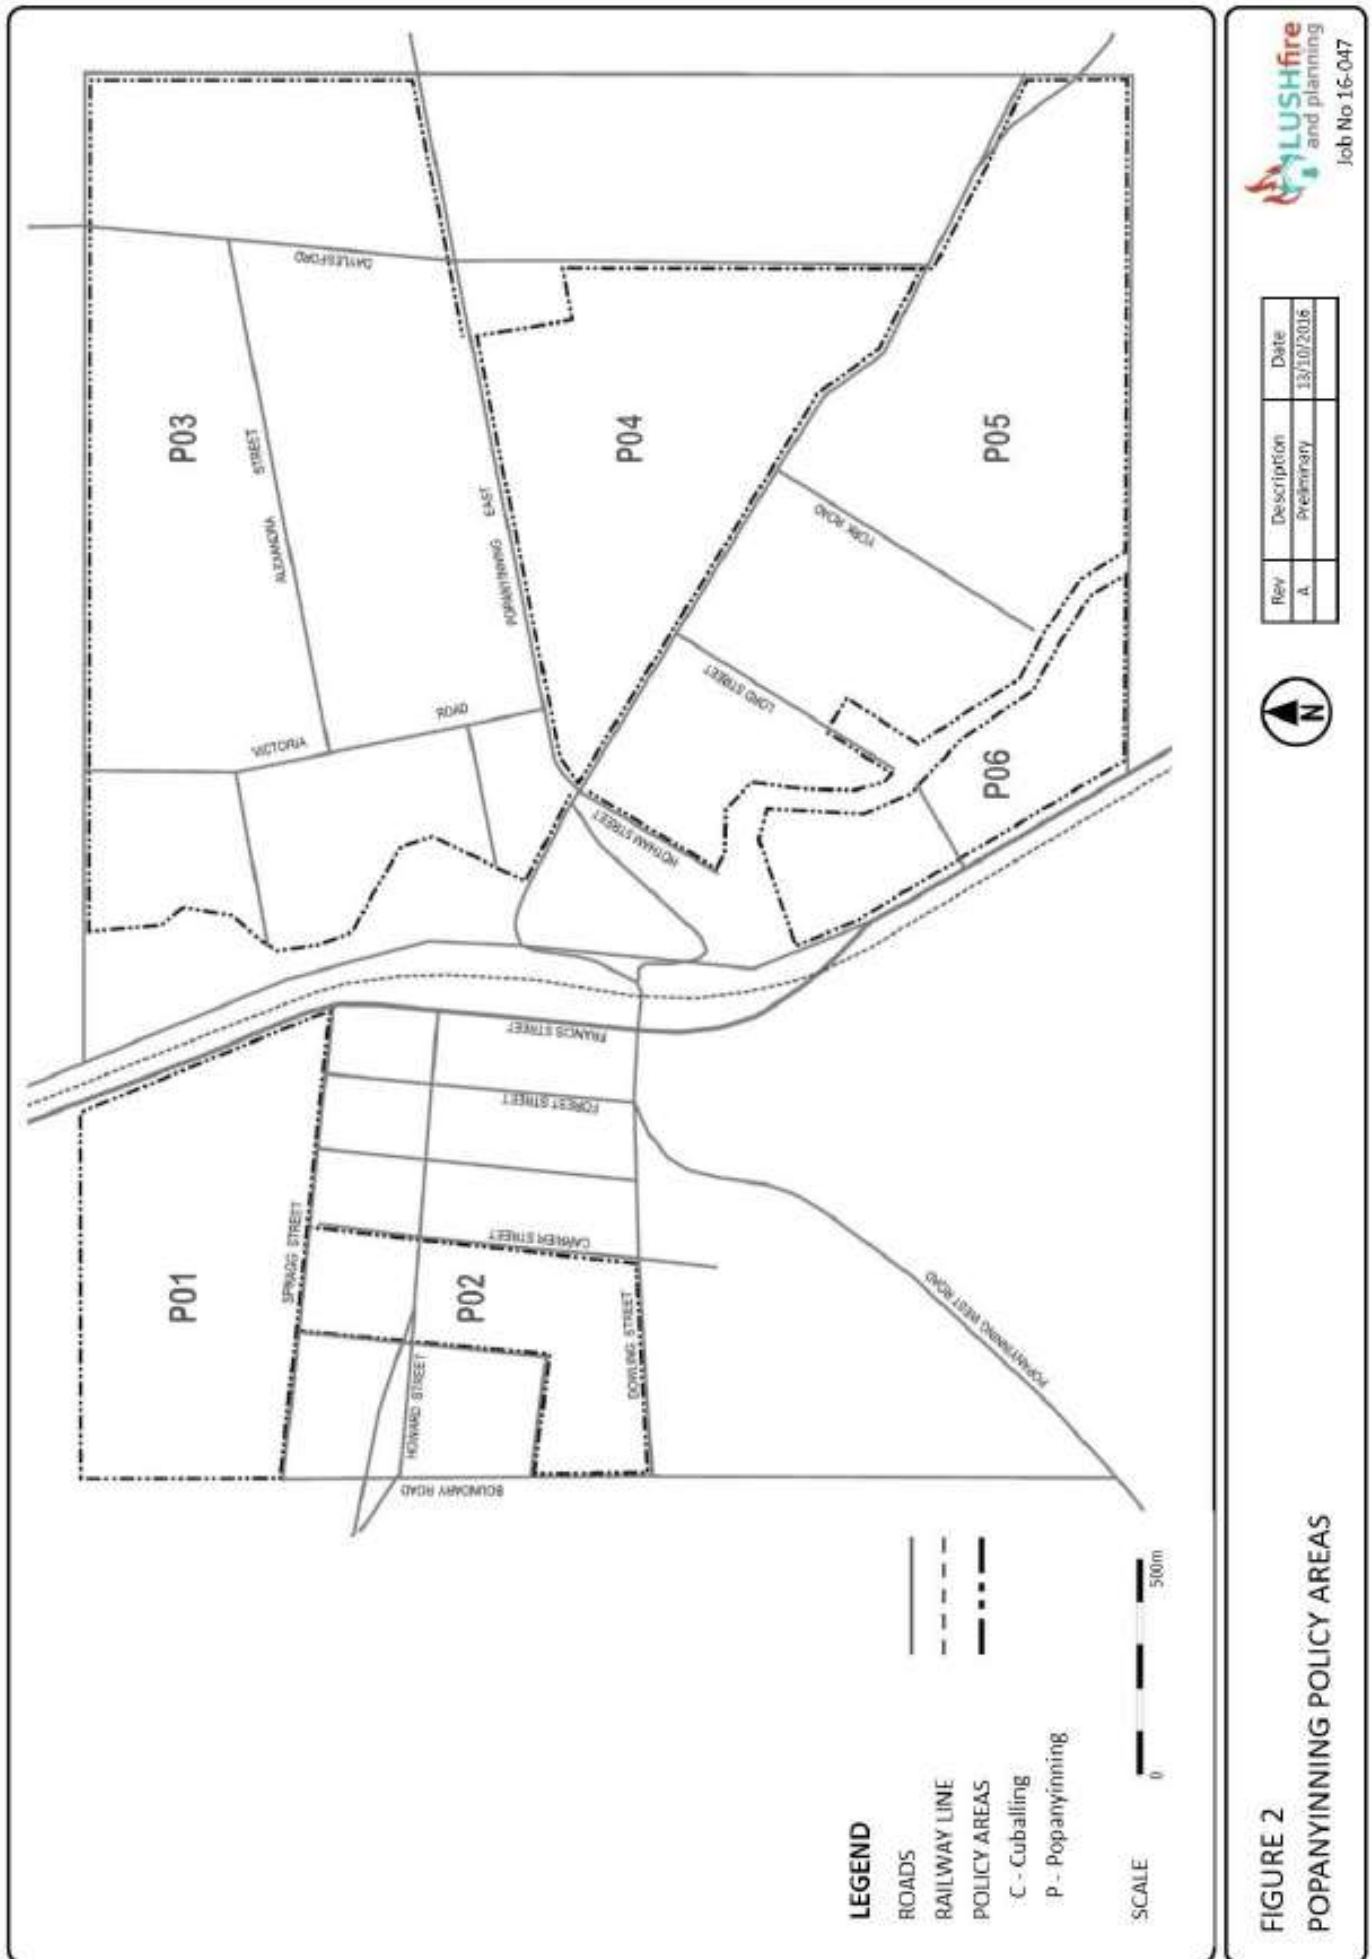 P03
DAYLESFORD
STREET
ALEXANDRA
P04
EAST
POPANYINNING
P05
YORK ROAD
ROAD
VICTORIA
LORD STREET
P06
HOTHAM STREET
FRANCIS STREET
FOREST STREET
P01
SPRAGG STREET
CARRIER STREET
P02
DOWLING STREET
HOWARD STREET
BOUNDARY ROAD
POPANYINNING WEST ROAD
LEGEND
ROADS
RAILWAY LINE
POLICY AREAS
C - Cuballing
P - Popanyinning
SCALE
0
500m
FIGURE 2
POPANYINNING POLICY AREAS
N
Rev Description Date
A Preliminary 13/10/2016
LUSHfire
and planning
Job No 16-047